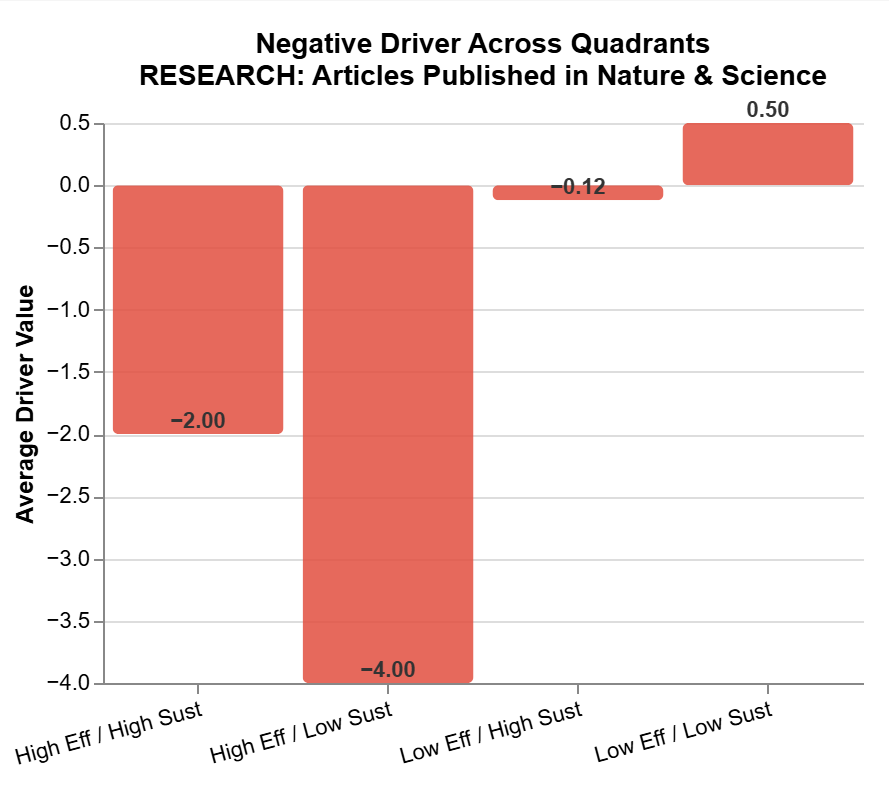 Negative Driver Across Quadrants
RESEARCH: Articles Published in Nature & Science
Average Driver Value
0.5
0.0
−0.5
−1.0
−1.5
−2.0
−2.5
−3.0
−3.5
−4.0
−2.00
−4.00
−0.12
0.50
High Eff / High Sust
High Eff / Low Sust
Low Eff / High Sust
Low Eff / Low Sust